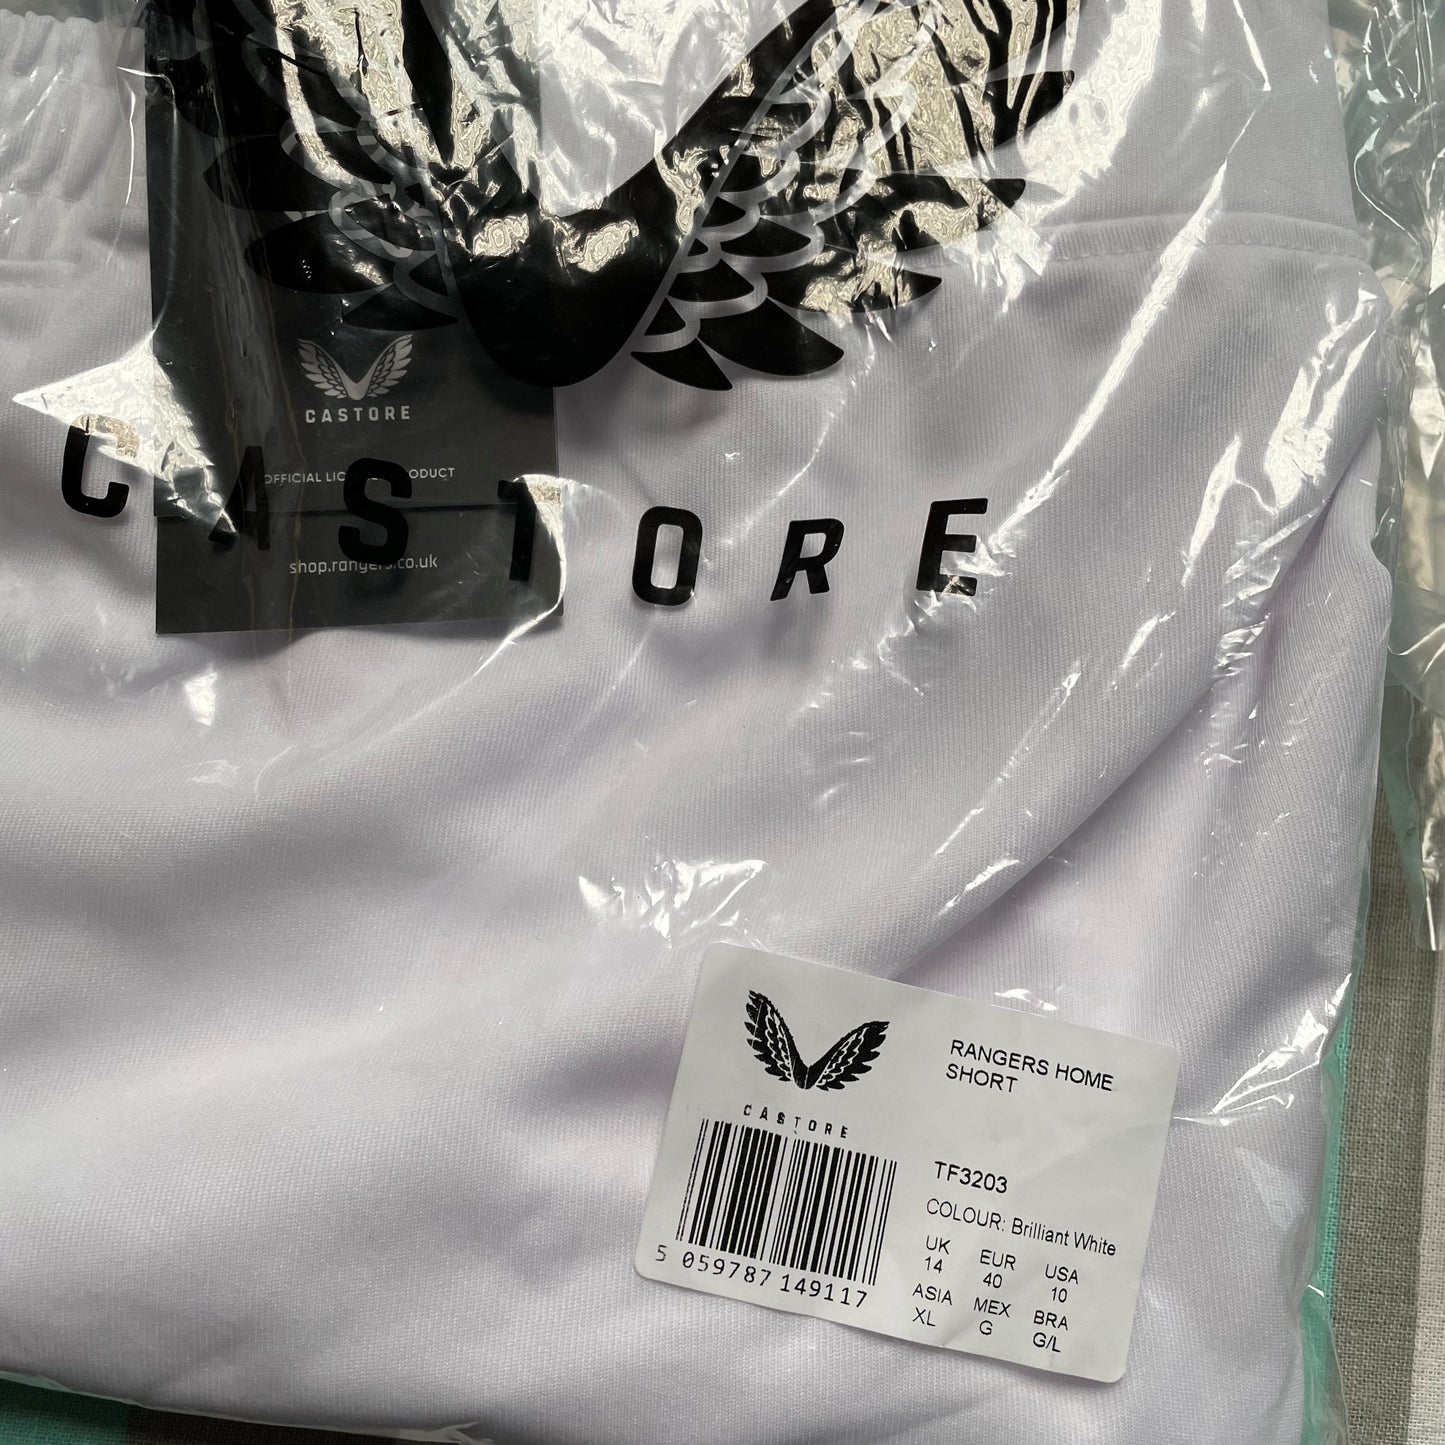 CASTORE
OFFICIAL LIC ODUCT
shop.rangers.co.uk
CASTORE
CASTORE
RANGERS HOME
SHORT
TF3203
COLOUR: Brilliant White
UK EUR USA
14 40 10
ASIA MEX BRA
XL G G/L
5 059787 149117